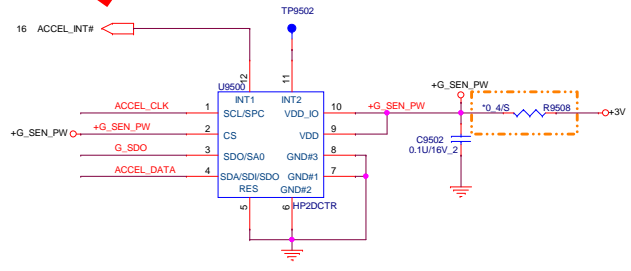 TP9502
16 ACCEL_INT#
12
11
U9500
+G_SEN_PW
INT1 INT2
*0_4/S R9508
ACCEL_CLK 1 SCL/SPC VDD_IO 10 +G_SEN_PW
+3V
+G_SEN_PW +G_SEN_PW 2 CS VDD 9
C9502
G_SDO 3 SDO/SA0 GND#3 8
0.1U/16V_2
ACCEL_DATA 4 SDA/SDI/SDO GND#1 7
RES GND#2
5 6 HP2DCTR